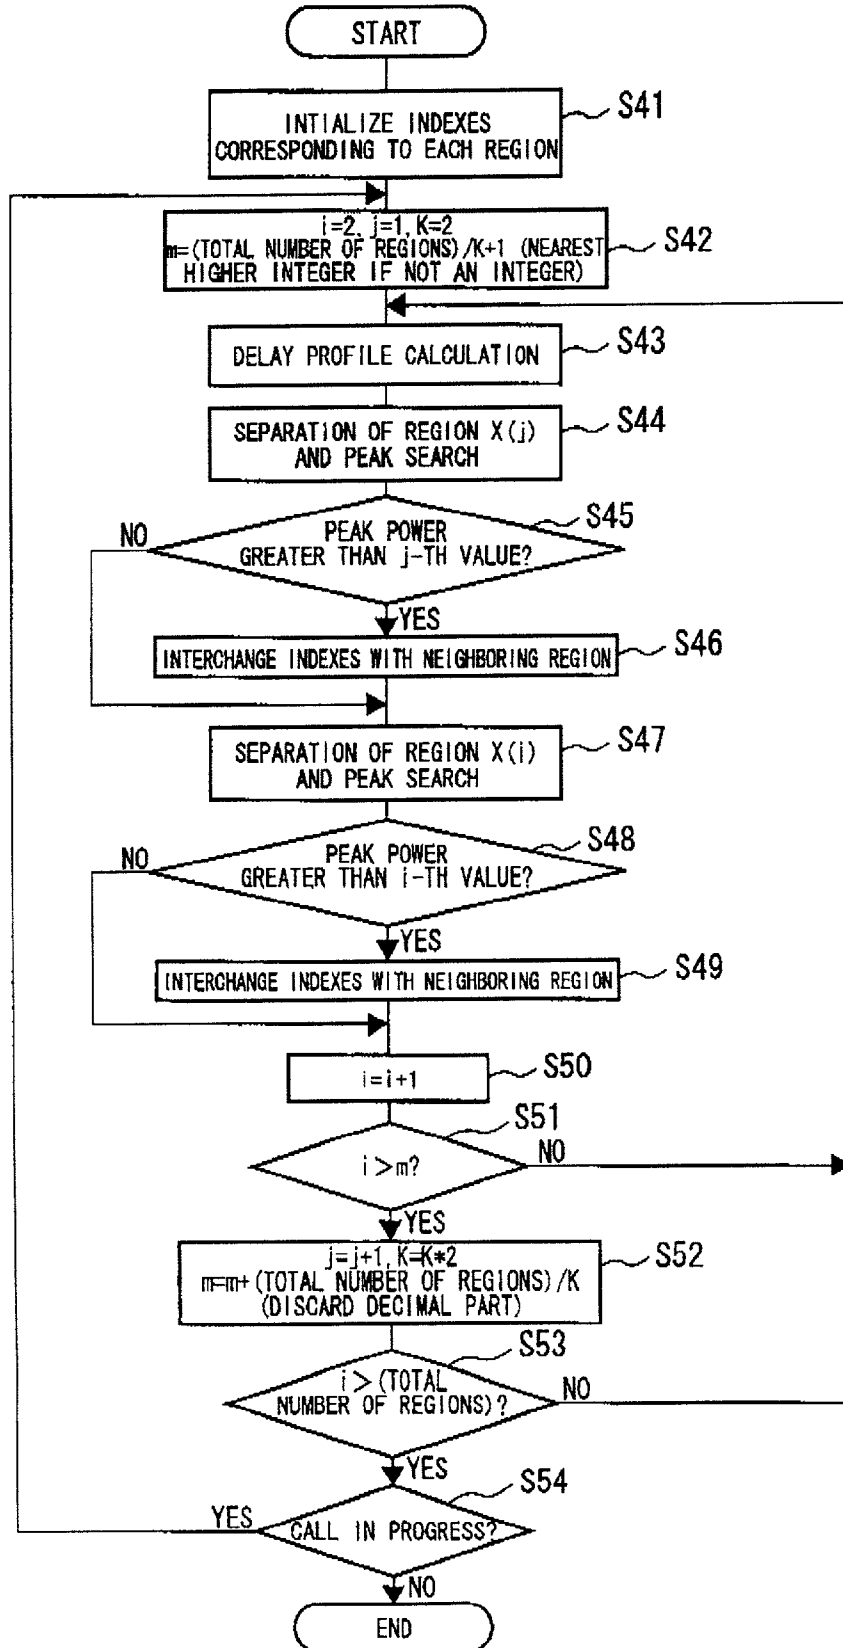 START
INTIALIZE INDEXES
CORRESPONDING TO EACH REGION
S41
i=2, j=1, K=2
m=(TOTAL NUMBER OF REGIONS)/K+1 (NEAREST
HIGHER INTEGER IF NOT AN INTEGER)
S42
DELAY PROFILE CALCULATION
S43
SEPARATION OF REGION X(j)
AND PEAK SEARCH
S44
PEAK POWER
GREATER THAN j-TH VALUE?
S45
NO
YES
INTERCHANGE INDEXES WITH NEIGHBORING REGION
S46
SEPARATION OF REGION X(i)
AND PEAK SEARCH
S47
PEAK POWER
GREATER THAN i-TH VALUE?
S48
NO
YES
INTERCHANGE INDEXES WITH NEIGHBORING REGION
S49
i=i+1
S50
i>m?
S51
NO
YES
j=j+1, K=K*2
m=m+(TOTAL NUMBER OF REGIONS)/K
(DISCARD DECIMAL PART)
S52
i>(TOTAL
NUMBER OF REGIONS)?
S53
NO
YES
CALL IN PROGRESS?
S54
YES
NO
END